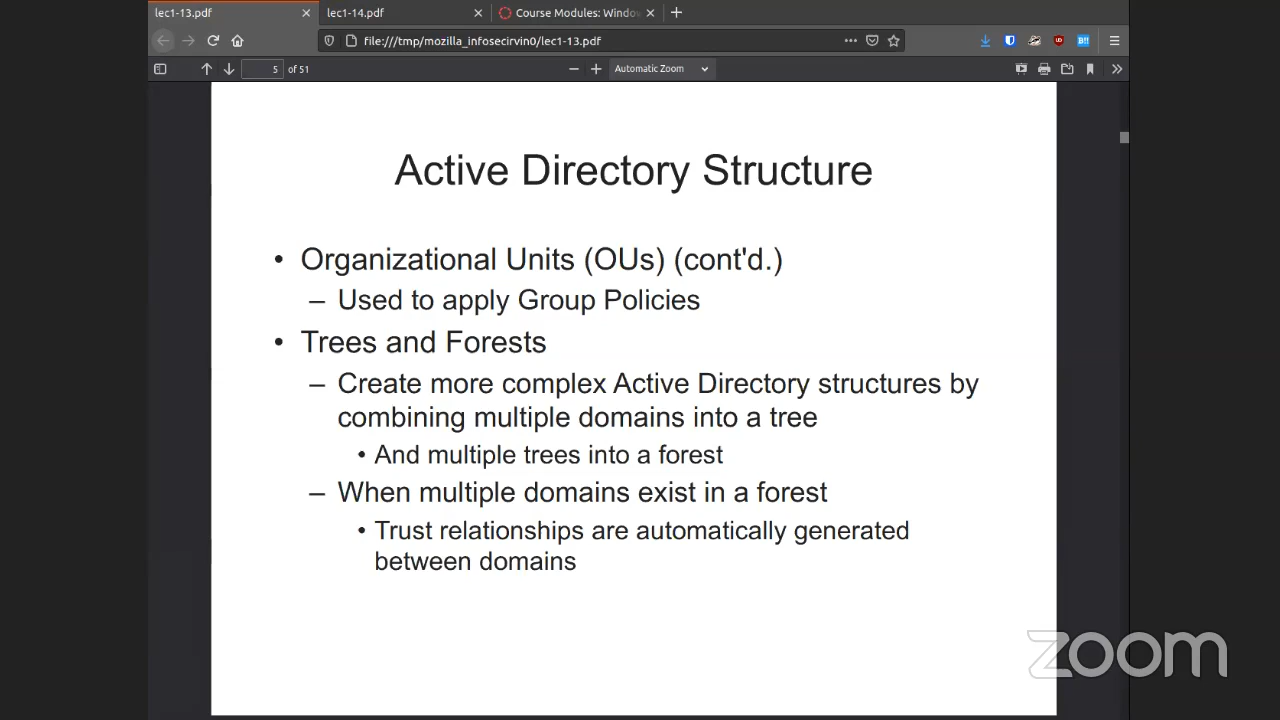 lec1-13.pdf
lec1-14.pdf
Course Modules: Window
file:///tmp/mozilla_infosecirvin0/lec1-13.pdf
5 of 51
Automatic Zoom
Active Directory Structure
• Organizational Units (OUs) (cont'd.)
– Used to apply Group Policies
• Trees and Forests
– Create more complex Active Directory structures by
combining multiple domains into a tree
• And multiple trees into a forest
– When multiple domains exist in a forest
• Trust relationships are automatically generated
between domains
zoom